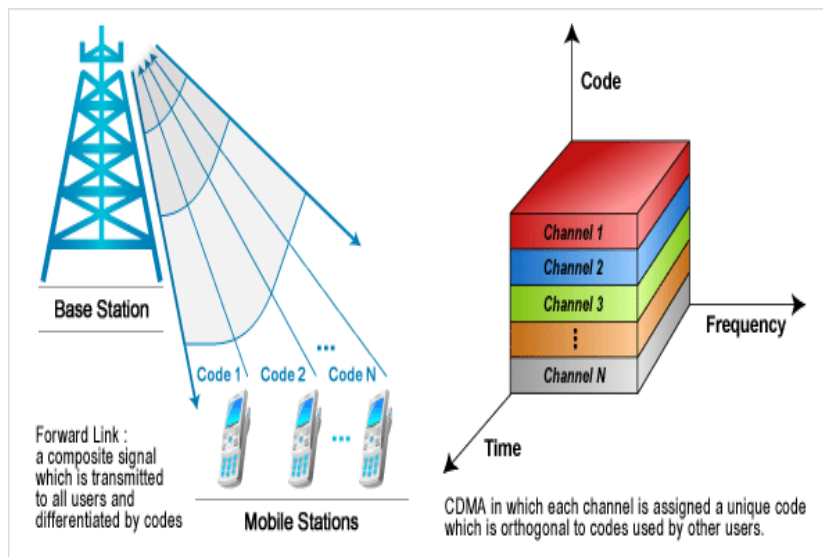 Base Station
Code 1 Code 2 ... Code N
...
...
Forward Link :
a composite signal
which is transmitted
to all users and
differentiated by codes
Mobile Stations
Code
Channel 1
Channel 2
Channel 3
Channel N
Frequency
Time
CDMA in which each channel is assigned a unique code
which is orthogonal to codes used by other users.